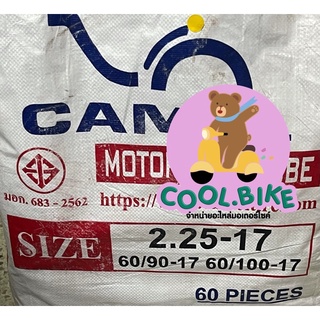 CAM
COOL.BIKE
จำหน่ายอะไหล่มอเตอร์ไซค์
มอก. 683 - 2562
https://
SIZE
2.25-17
60/90-17 60/100-17
60 PIECES